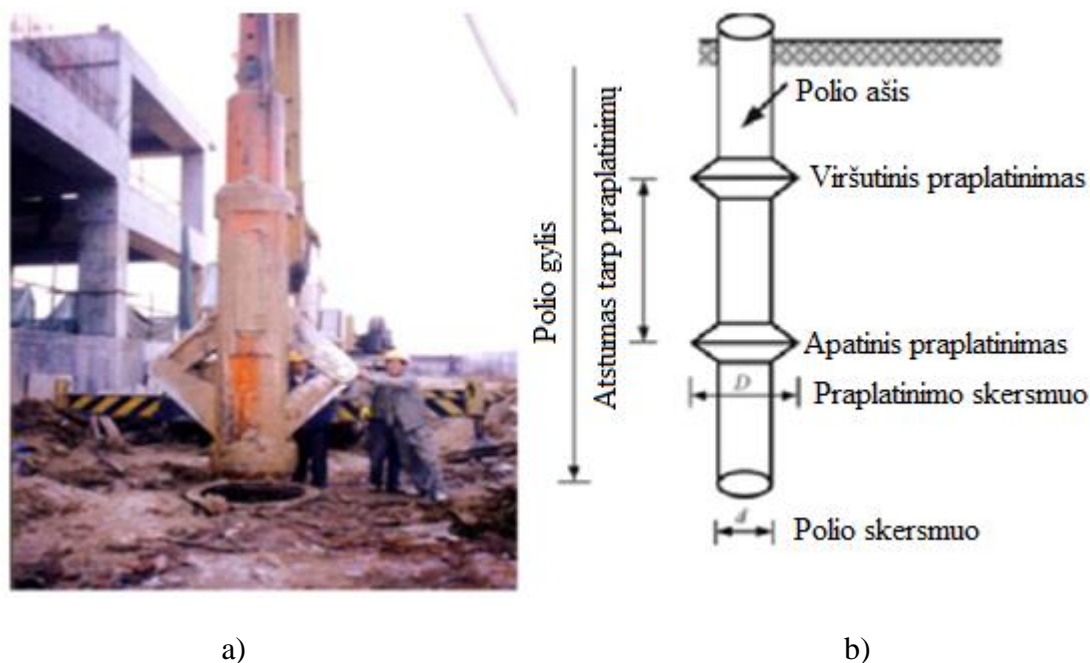 Polio gylis
Atstumas tarp praplatinimų
Polio ašis
Viršutinis praplatinimas
Apatinis praplatinimas
D
Praplatinimo skersmuo
d
Polio skersmuo
a)
b)